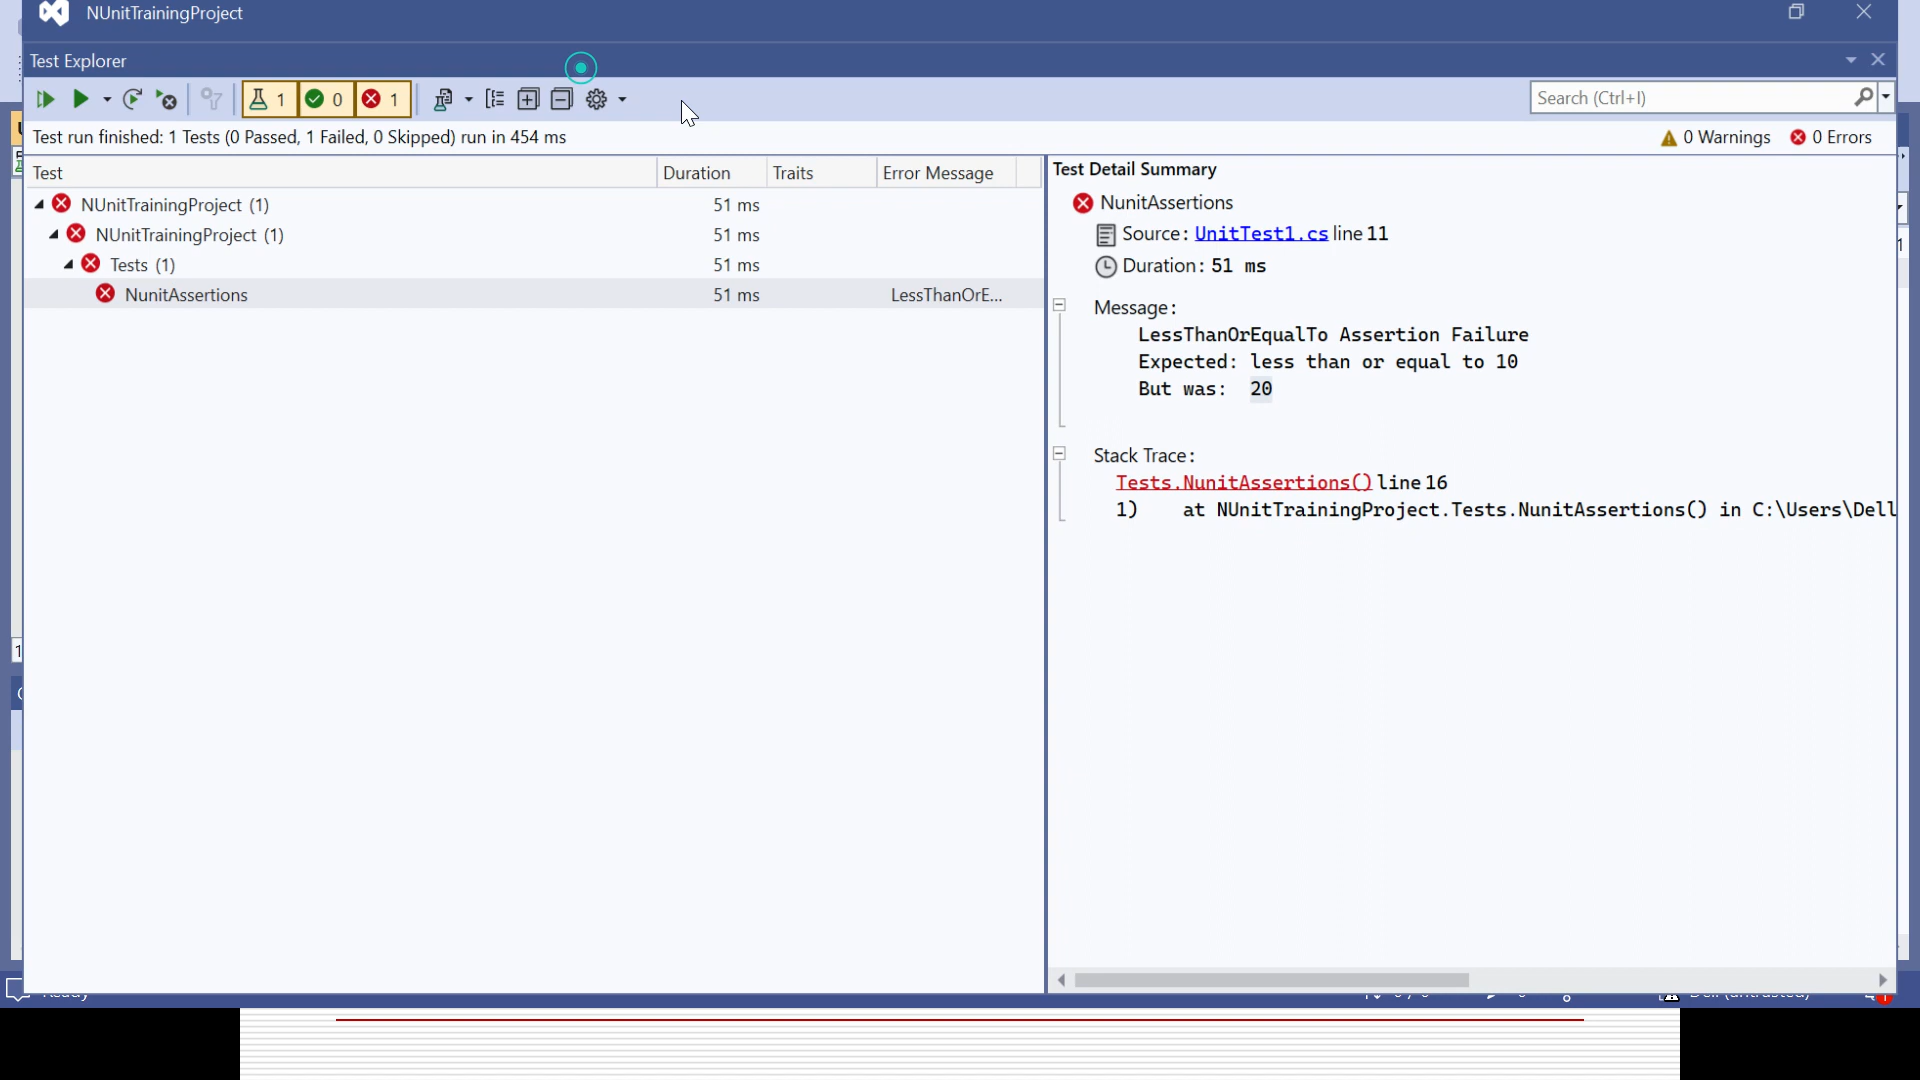 NUnitTrainingProject
Test Explorer
1 0 1
Search (Ctrl+I)
Test run finished: 1 Tests (0 Passed, 1 Failed, 0 Skipped) run in 454 ms
0 Warnings 0 Errors
Test Duration Traits Error Message
NUnitTrainingProject (1) 51 ms
NUnitTrainingProject (1) 51 ms
Tests (1) 51 ms
NunitAssertions 51 ms LessThanOrE...
Test Detail Summary
NunitAssertions
Source: UnitTest1.cs line 11
Duration: 51 ms
Message:
LessThanOrEqualTo Assertion Failure
Expected: less than or equal to 10
But was: 20
Stack Trace:
Tests.NunitAssertions() line 16
1) at NUnitTrainingProject.Tests.NunitAssertions() in C:\Users\Dell